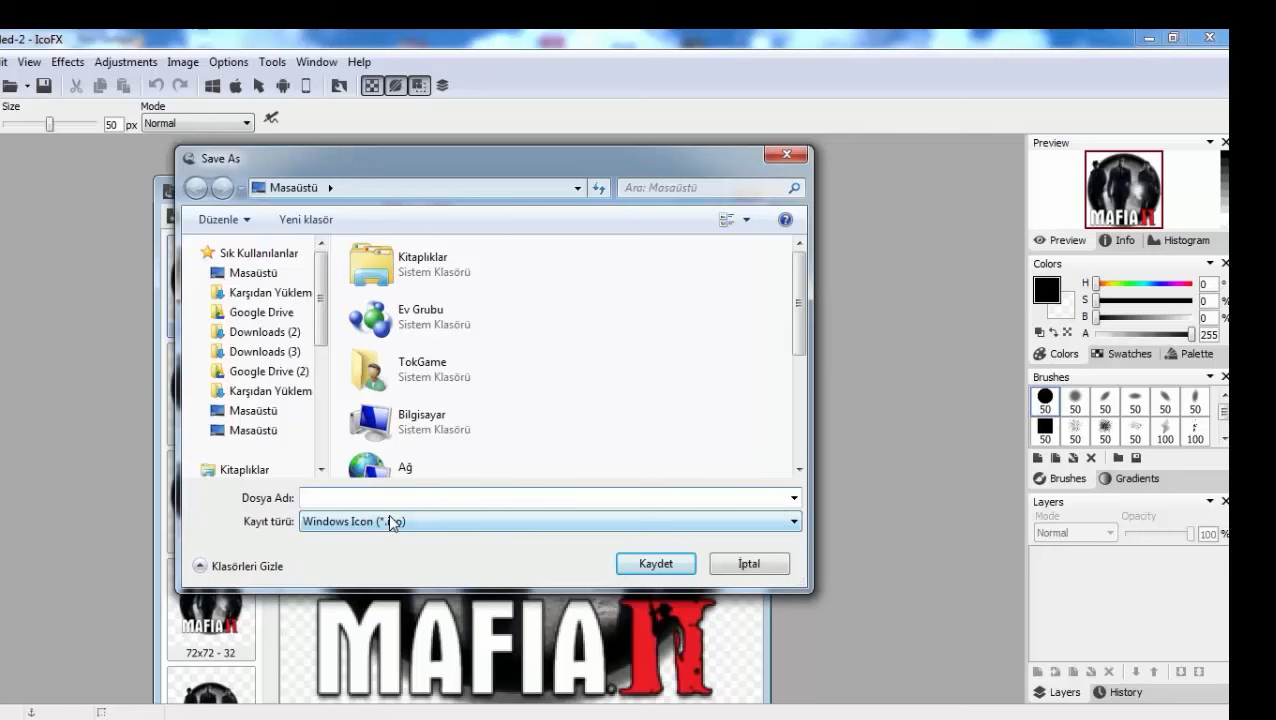 ed-2 - IcoFX
it View Effects Adjustments Image Options Tools Window Help
Size
50 px
Mode
Normal
Save As
Masaüstü
Ara: Masaüstü
Düzenle
Yeni klasör
Sık Kullanılanlar
Masaüstü
Karşıdan Yüklem
Google Drive
Downloads (2)
Downloads (3)
Google Drive (2)
Karşıdan Yüklem
Masaüstü
Masaüstü
Kitaplıklar
Kitaplıklar
Sistem Klasörü
Ev Grubu
Sistem Klasörü
TokGame
Sistem Klasörü
Bilgisayar
Sistem Klasörü
Ağ
Dosya Adı:
Kayıt türü: Windows Icon
Klasörleri Gizle
Kaydet
İptal
MAFIA II
72x72 - 32
MAFIA II
Preview
MAFIA II
Preview Info Histogram
Colors
H 0 °
S 0 %
B 0 %
A 255
Colors Swatches Palette
Brushes
50 50 50 50 50 50
50 50 50 50 100 100
Brushes Gradients
Layers
Mode Opacity
Normal 100 %
Layers History